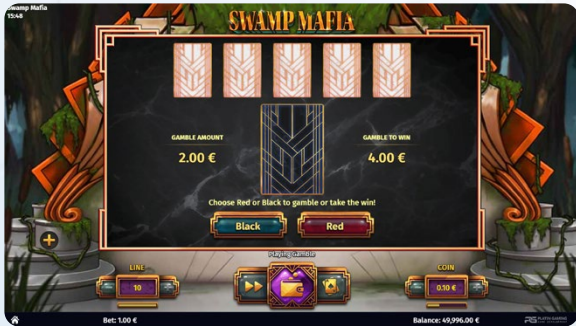 Swamp Mafia
15:48
SWAMP MAFIA
GAMBLE AMOUNT
2.00 €
GAMBLE TO WIN
4.00 €
Choose Red or Black to gamble or take the win!
Black
Red
Playing Gamble
LINE
10
COIN
0.10 €
Bet: 1.00 €
Balance: 49,996.00 €
PLATIN GAMING